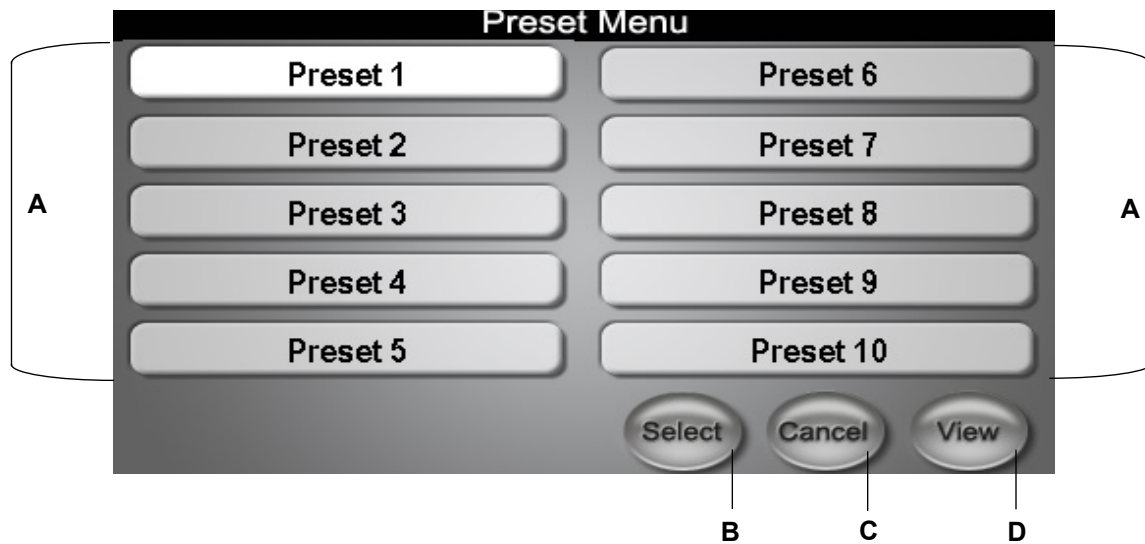 Preset Menu
Preset 1
Preset 2
Preset 3
Preset 4
Preset 5
Preset 6
Preset 7
Preset 8
Preset 9
Preset 10
Select Cancel View
A
A
B C D